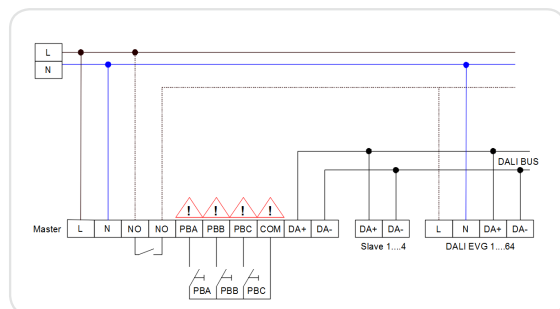 L
N
DALI BUS
! ! ! !
Master L N NO NO PBA PBB PBC COM DA+ DA- DA+ DA- L N DA+ DA-
Slave 1....4 DALI EVG 1....64
PBA PBB PBC